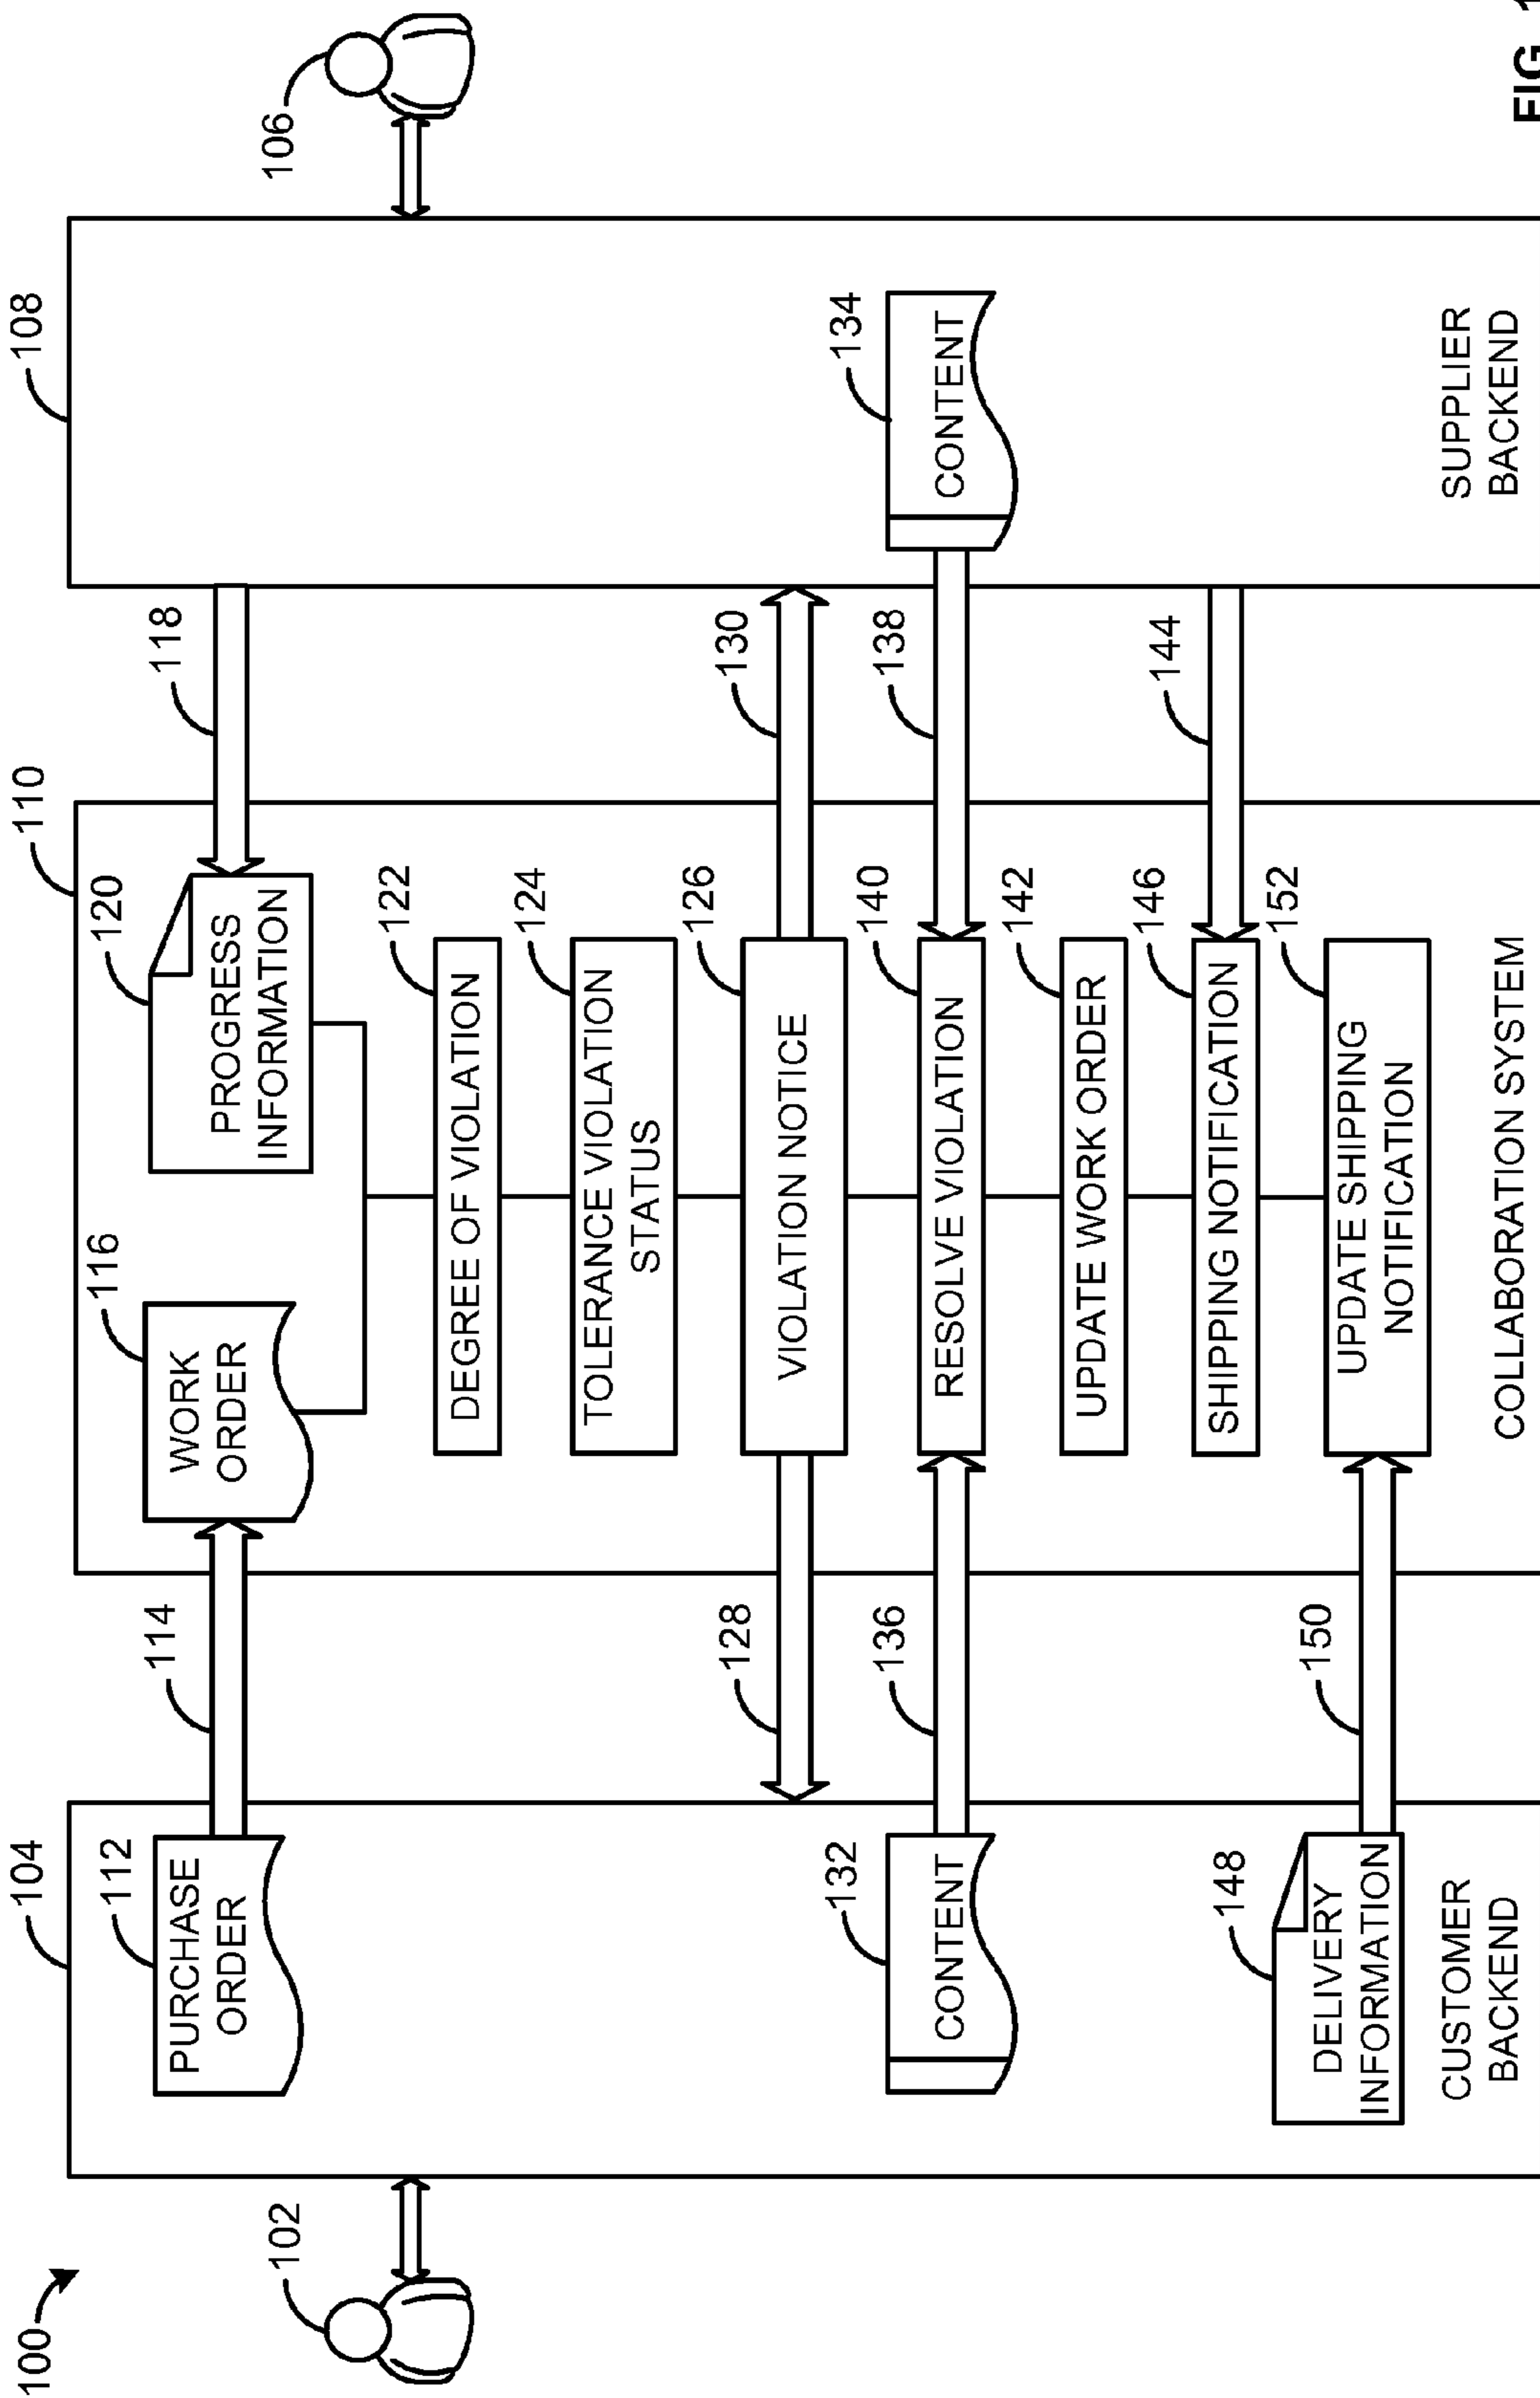 100
102
104
112
PURCHASE
ORDER
114
110
116
WORK
ORDER
120
PROGRESS
INFORMATION
118
108
106
122
DEGREE OF VIOLATION
124
TOLERANCE VIOLATION
STATUS
128
126
VIOLATION NOTICE
130
132
CONTENT
136
140
RESOLVE VIOLATION
138
134
CONTENT
142
UPDATE WORK ORDER
146
SHIPPING NOTIFICATION
144
148
DELIVERY
INFORMATION
150
152
UPDATE SHIPPING
NOTIFICATION
CUSTOMER
BACKEND
COLLABORATION SYSTEM
SUPPLIER
BACKEND
FIG. 1